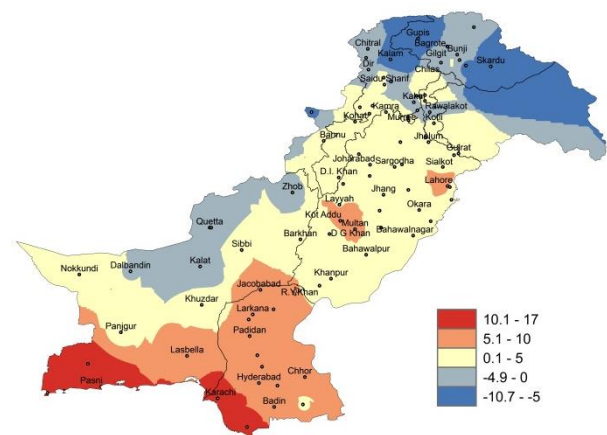 Gupis
Chitral
Bagrote
Bunji
Kalam
Gilgit
Skardu
Dir
Chilas
Saidu Sharif
Kakul
Kamra
Rawalakot
Kohat
Murree
Kotli
Bannu
Jhelum
Gujrat
Joharabad
Sargodha
Sialkot
D.I. Khan
Lahore
Zhob
Jhang
Layyah
Okara
Kot Addu
Quetta
Multan
Barkhan
D G Khan
Bahawalnagar
Sibbi
Bahawalpur
Nokkundi
Dalbandin
Kalat
Khanpur
Jacobabad
R.Y.Khan
Khuzdar
Larkana
Panjgur
Padidan
Lasbella
Pasni
Hyderabad
Chhor
Karachi
Badin
10.1 - 17
5.1 - 10
0.1 - 5
-4.9 - 0
-10.7 - -5